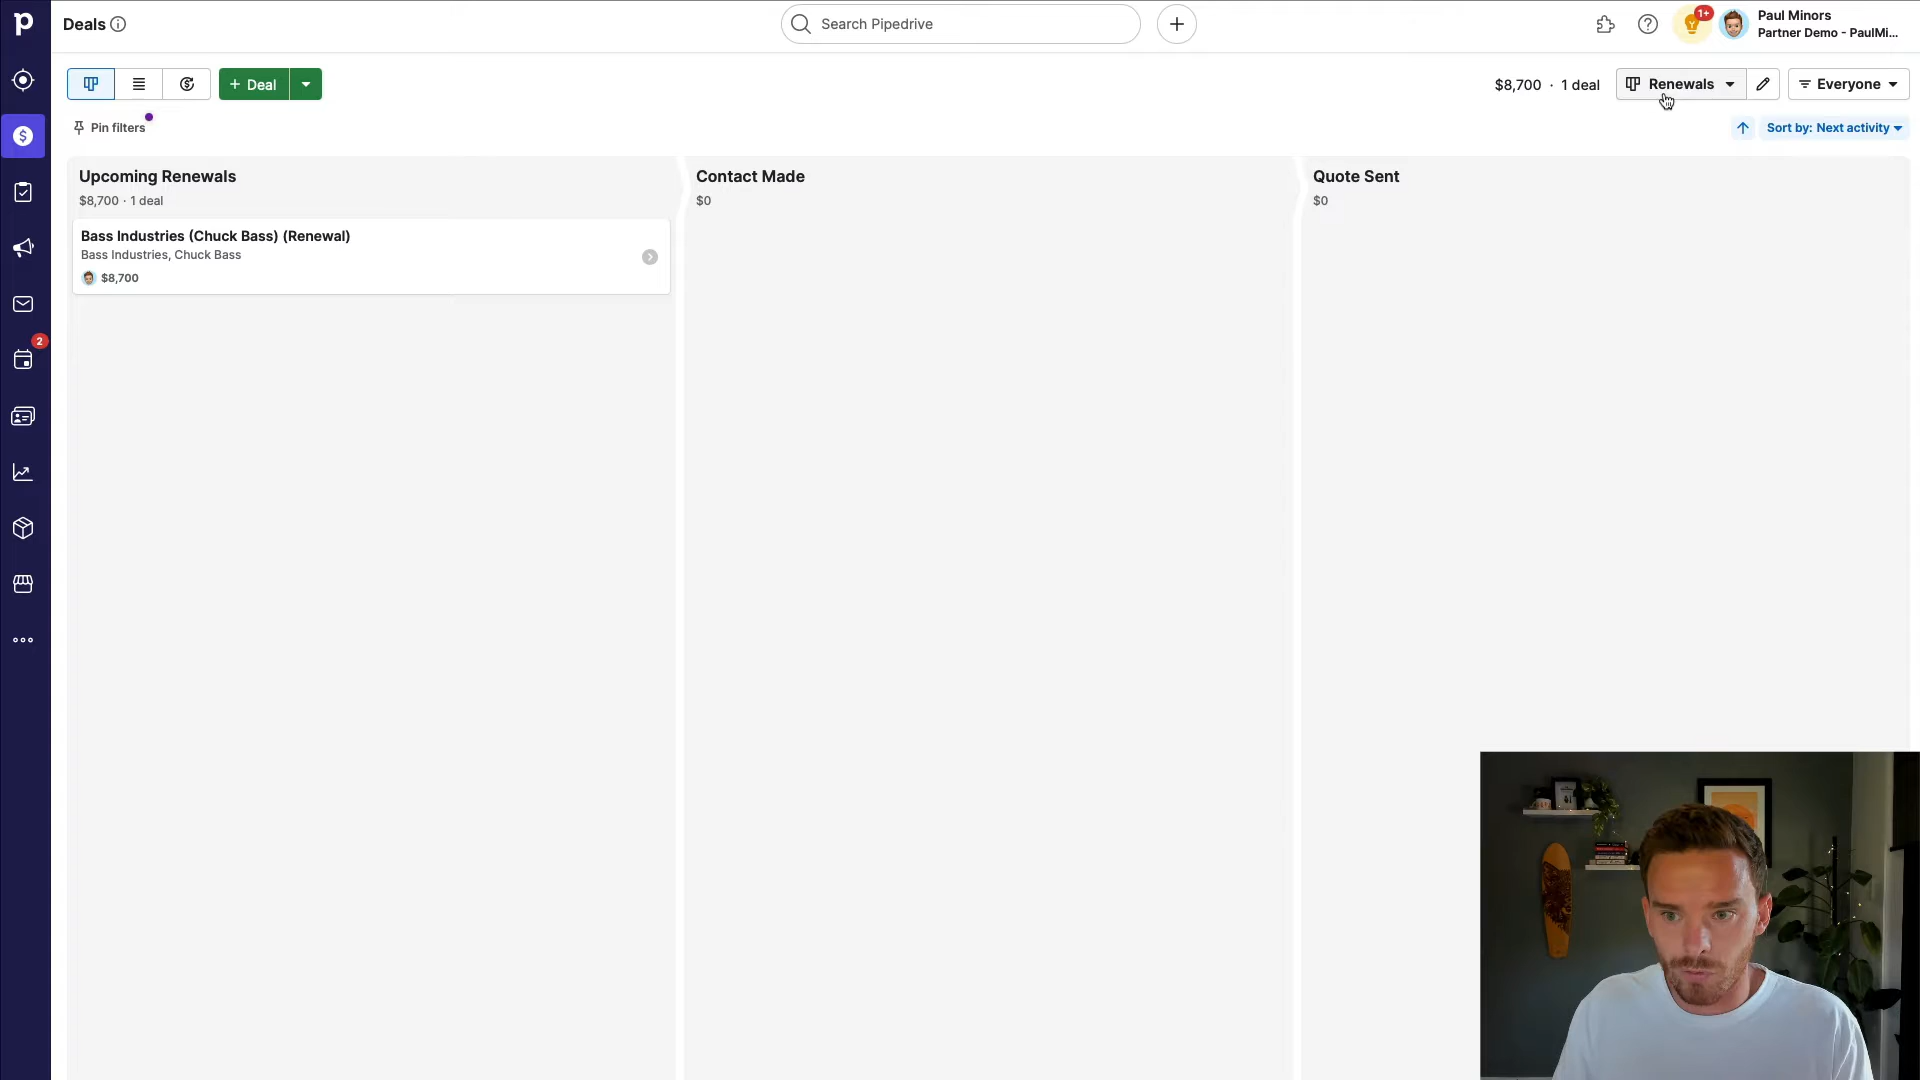 Deals
Search Pipedrive
1+
Paul Minors
Partner Demo - PaulMi...
+ Deal
$8,700 · 1 deal
Renewals
Everyone
Pin filters
Sort by: Next activity
Upcoming Renewals
$8,700 · 1 deal
Contact Made
$0
Quote Sent
$0
Bass Industries (Chuck Bass) (Renewal)
Bass Industries, Chuck Bass
$8,700
2